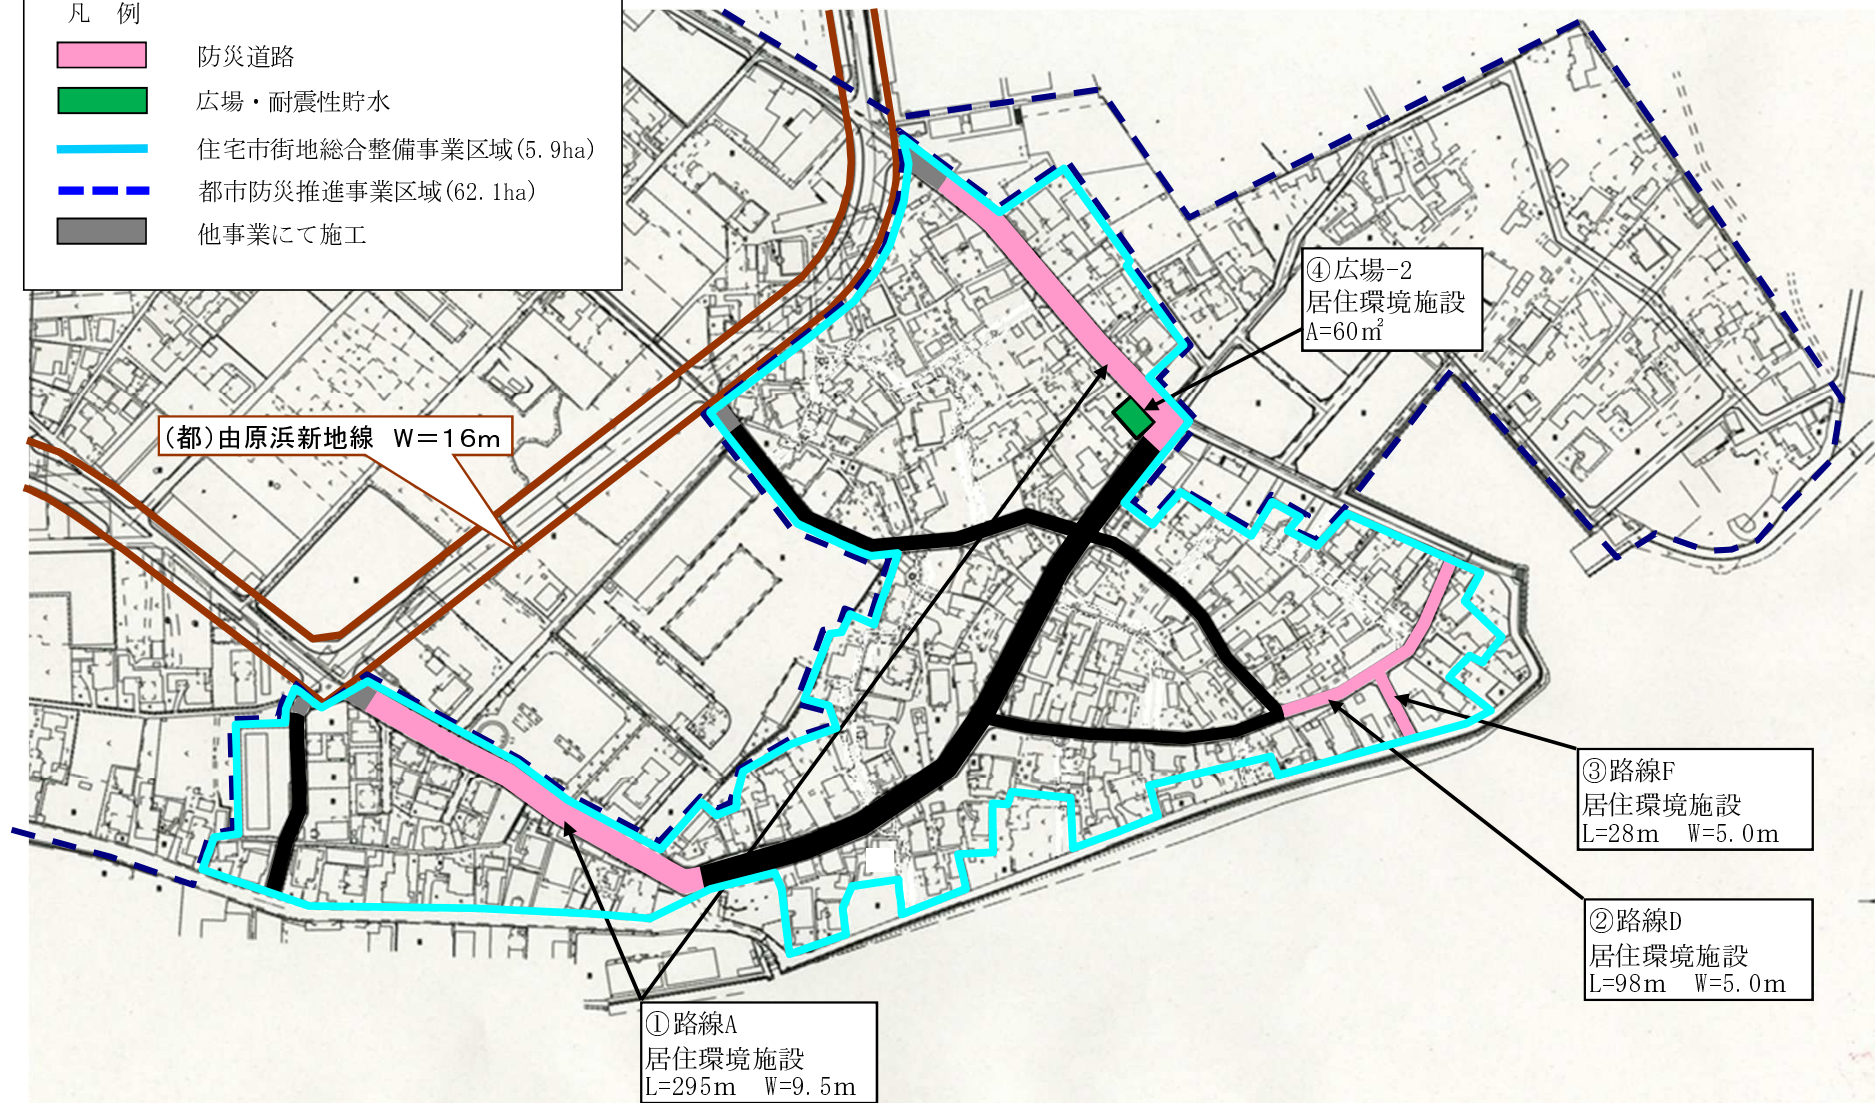 凡 例
防災道路
広場・耐震性貯水
住宅市街地総合整備事業区域(5.9ha)
都市防災推進事業区域(62.1ha)
他事業にて施工
④広場-2
居住環境施設
A=60㎡
(都)由原浜新地線 W=16m
③路線F
居住環境施設
L=28m W=5.0m
②路線D
居住環境施設
L=98m W=5.0m
①路線A
居住環境施設
L=295m W=9.5m